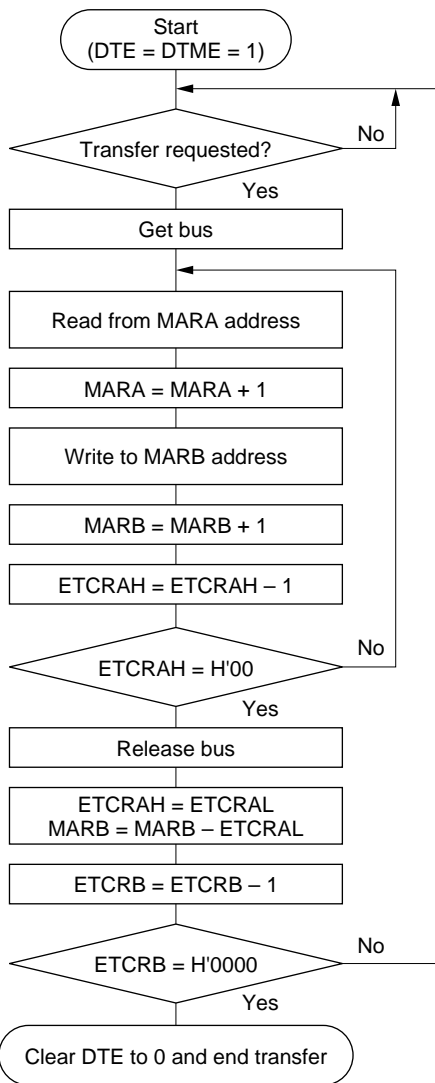 Start
(DTE = DTME = 1)
Transfer requested?
No
Yes
Get bus
Read from MARA address
MARA = MARA + 1
Write to MARB address
MARB = MARB + 1
ETCRAH = ETCRAH – 1
ETCRAH = H'00
No
Yes
Release bus
ETCRAH = ETCRAL
MARB = MARB – ETCRAL
ETCRB = ETCRB – 1
ETCRB = H'0000
No
Yes
Clear DTE to 0 and end transfer